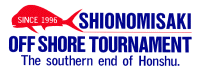 SINCE 1996
SHIONOMISAKI
OFF SHORE TOURNAMENT
The southern end of Honshu.